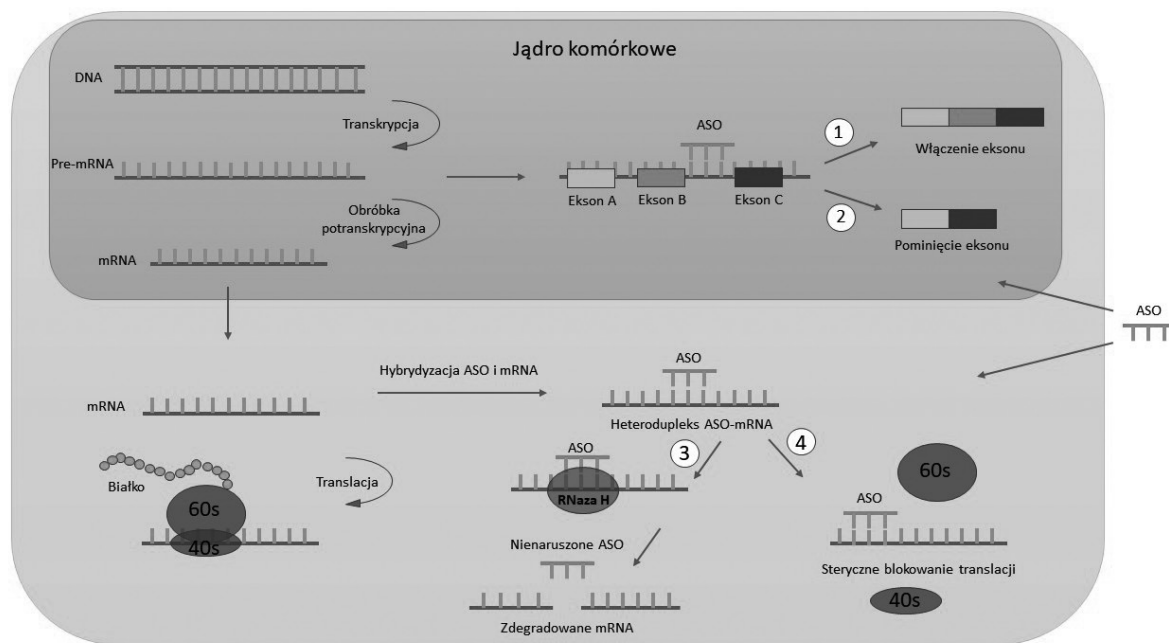 Jądro komórkowe
DNA
Transkrypcja
Pre-mRNA
Obróbka
potranskrypcyjna
mRNA
ASO
Ekson A
Ekson B
Ekson C
1
Włączenie eksonu
2
Pominięcie eksonu
ASO
mRNA
Hybrydyzacja ASO i mRNA
ASO
Heterodupleks ASO-mRNA
Białko
60s
40s
Translacja
3
ASO
RNaza H
Nienaruszone ASO
Zdegradowane mRNA
4
60s
ASO
Steryczne blokowanie translacji
40s